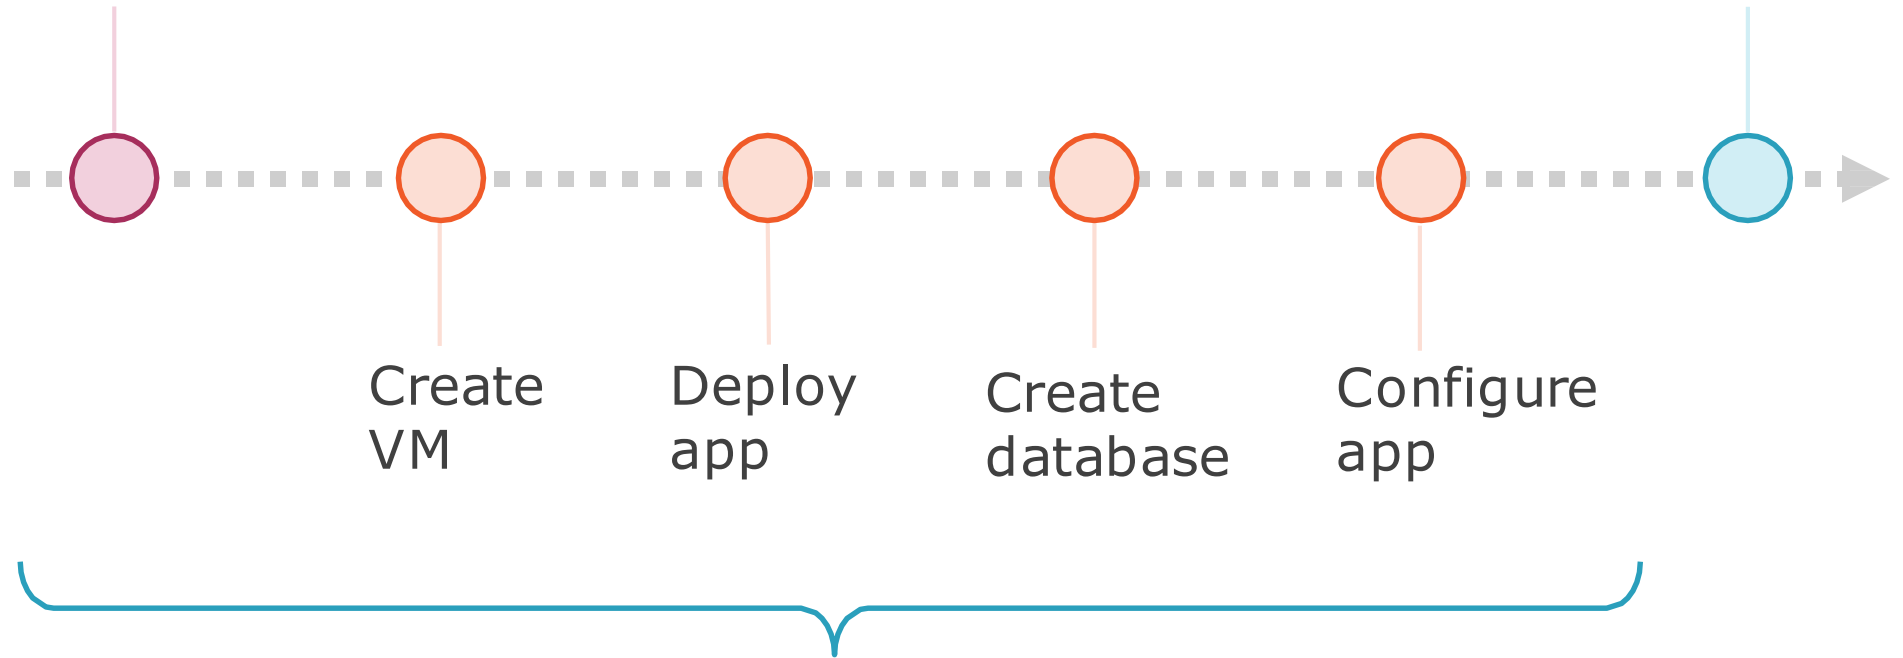 Create
VM
Deploy
app
Create
database
Configure
app